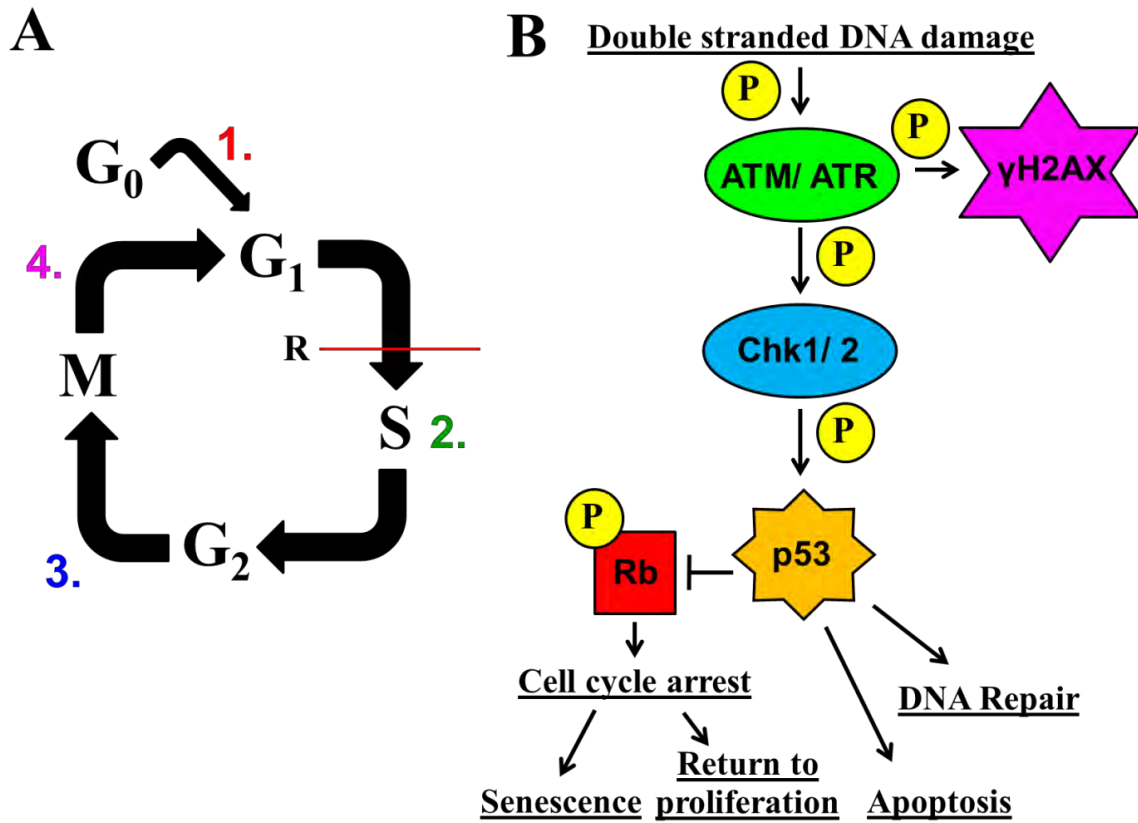 A
G₀
1.
4.
G₁
R
M
S
2.
3.
G₂
B
Double stranded DNA damage
P
P
ATM/ ATR
γH2AX
P
Chk1/ 2
P
P
Rb
p53
Cell cycle arrest
DNA Repair
Senescence
Return to
proliferation
Apoptosis